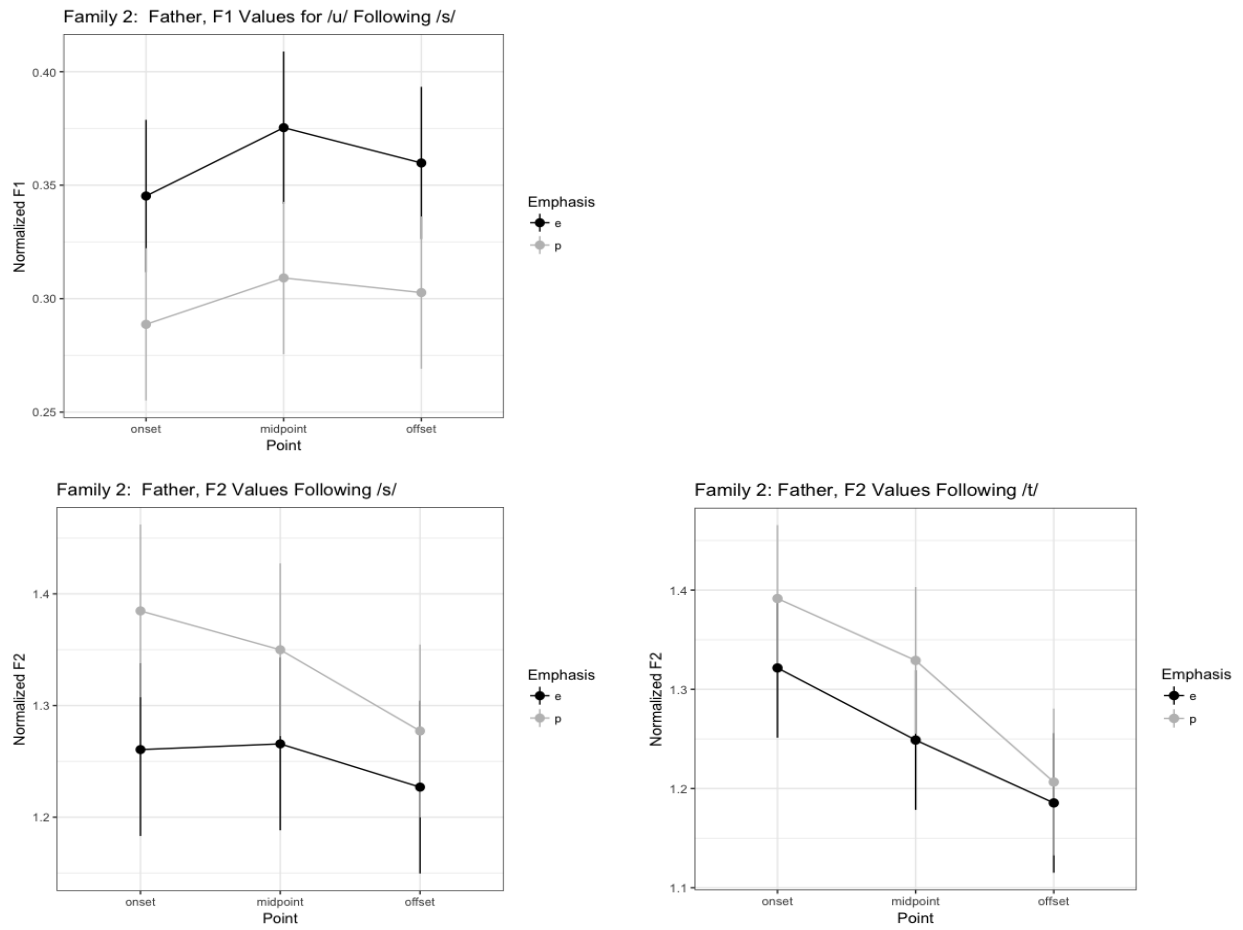 Family 2:  Father, F1 Values for /u/ Following /s/
Normalized F1
0.40
0.35
0.30
0.25
onset midpoint offset
Point
Emphasis
e
p
Family 2:  Father, F2 Values Following /s/
Normalized F2
1.4
1.3
1.2
onset midpoint offset
Point
Emphasis
e
p
Family 2: Father, F2 Values Following /t/
Normalized F2
1.4
1.3
1.2
1.1
onset midpoint offset
Point
Emphasis
e
p